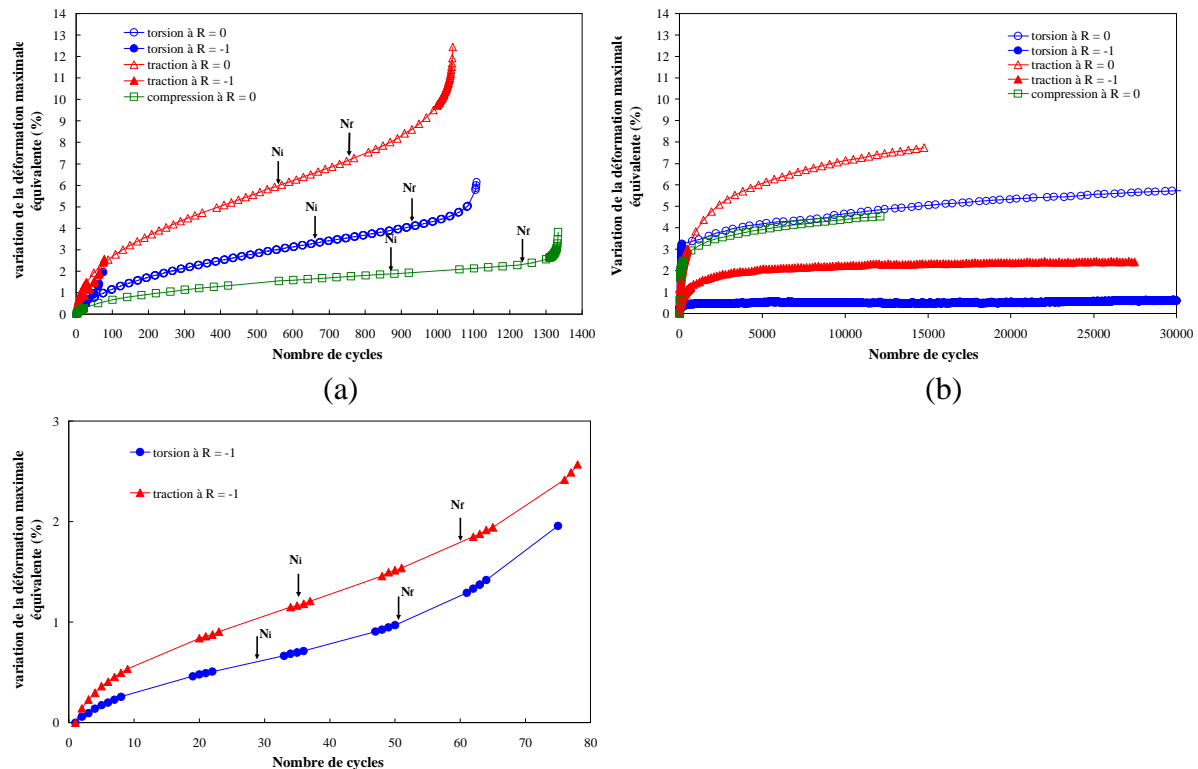 variation de la déformation maximale
équivalente (%)
14
13
12
11
10
9
8
7
6
5
4
3
2
1
0
torsion à R = 0
torsion à R = -1
traction à R = 0
traction à R = -1
compression à R = 0
Ni
Nf
Ni
Nf
Ni
Nf
0 100 200 300 400 500 600 700 800 900 1000 1100 1200 1300 1400
Nombre de cycles
(a)
Variation de la déformation maximale
équivalente (%)
14
13
12
11
10
9
8
7
6
5
4
3
2
1
0
torsion à R = 0
torsion à R = -1
traction à R = 0
traction à R = -1
compression à R = 0
0 5000 10000 15000 20000 25000 30000
Nombre de cycles
(b)
variation de la déformation maximale
équivalente (%)
3
2
1
0
torsion à R = -1
traction à R = -1
Ni
Nf
Ni
Nf
0 10 20 30 40 50 60 70 80
Nombre de cycles